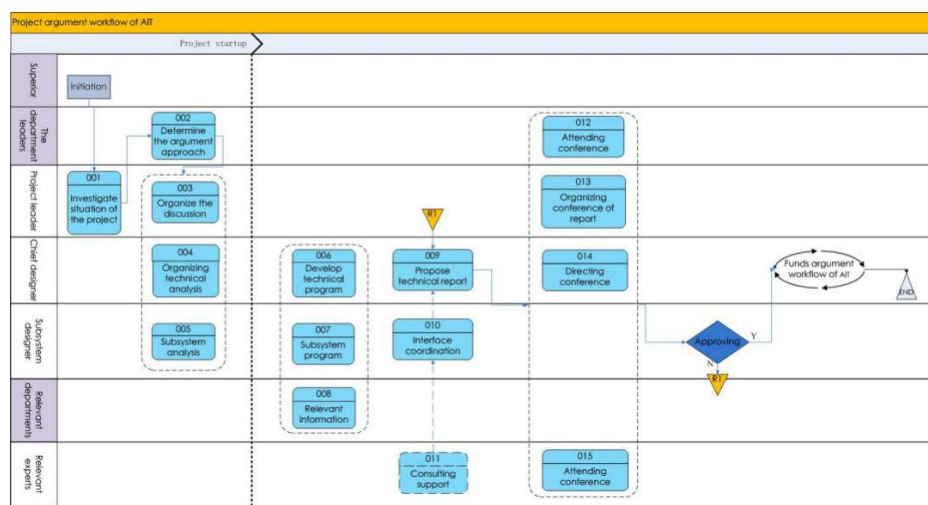 Project argument workflow of AIT
Project startup
Superior
Initiation
The
department
leaders
002
Determine
the argument
approach
012
Attending
conference
Project leader
001
Investigate
situation of
the project
003
Organize the
discussion
R1
013
Organizing
conference of
report
Chief designer
004
Organizing
technical
analysis
006
Develop
technical
program
009
Propose
technical report
014
Directing
conference
Funds argument
workflow of AIT
END
Subsystem
designer
005
Subsystem
analysis
007
Subsystem
program
010
Interface
coordination
Approving
Y
N
Relevant
departments
008
Relevant
information
R1
Relevant
experts
011
Consulting
support
015
Attending
conference